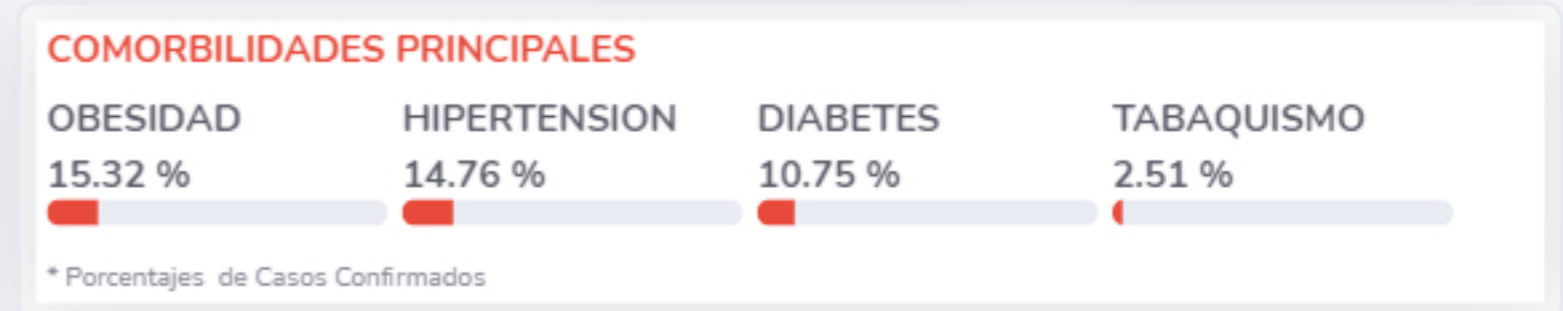 COMORBILIDADES PRINCIPALES
OBESIDAD HIPERTENSION DIABETES TABAQUISMO
15.32 % 14.76 % 10.75 % 2.51 %
* Porcentajes de Casos Confirmados